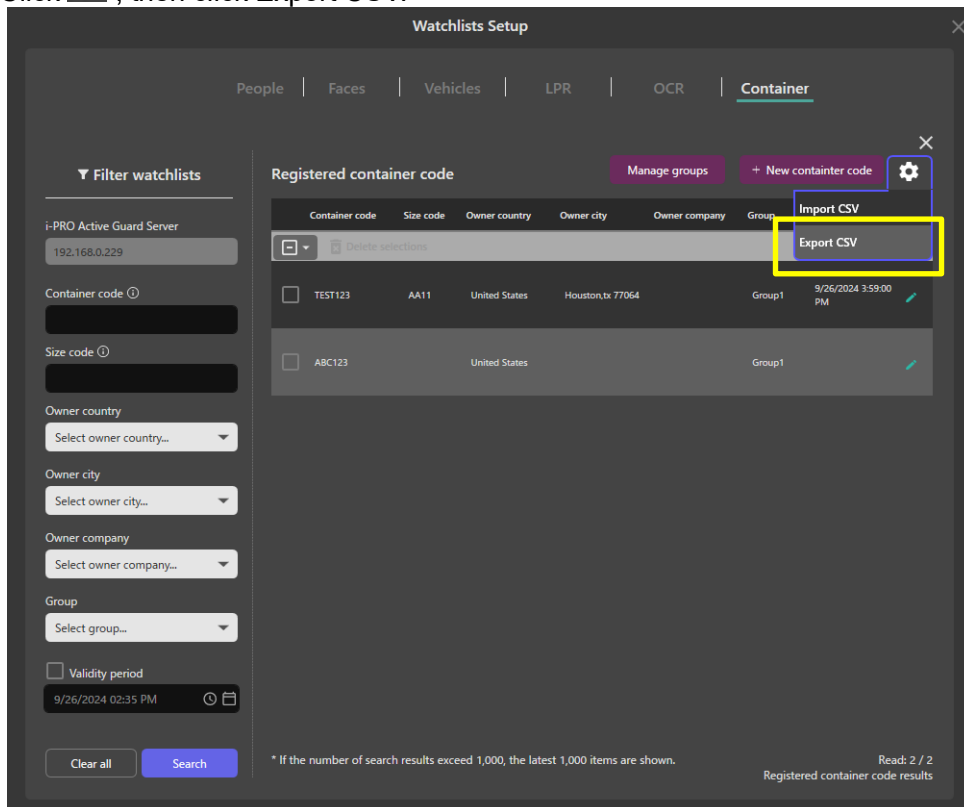 Watchlists Setup
People | Faces | Vehicles | LPR | OCR | Container
Filter watchlists
i-PRO Active Guard Server
192.168.0.229
Container code
Size code
Owner country
Select owner country...
Owner city
Select owner city...
Owner company
Select owner company...
Group
Select group...
Validity period
9/26/2024 02:35 PM
Clear all Search
Registered container code
Manage groups
+ New containter code
Import CSV
Export CSV
Container code Size code Owner country Owner city Owner company Group
Delete selections
TEST123 AA11 United States Houston,tx 77064 Group1 9/26/2024 3:59:00 PM
ABC123 United States Group1
* If the number of search results exceed 1,000, the latest 1,000 items are shown.
Read: 2 / 2
Registered container code results